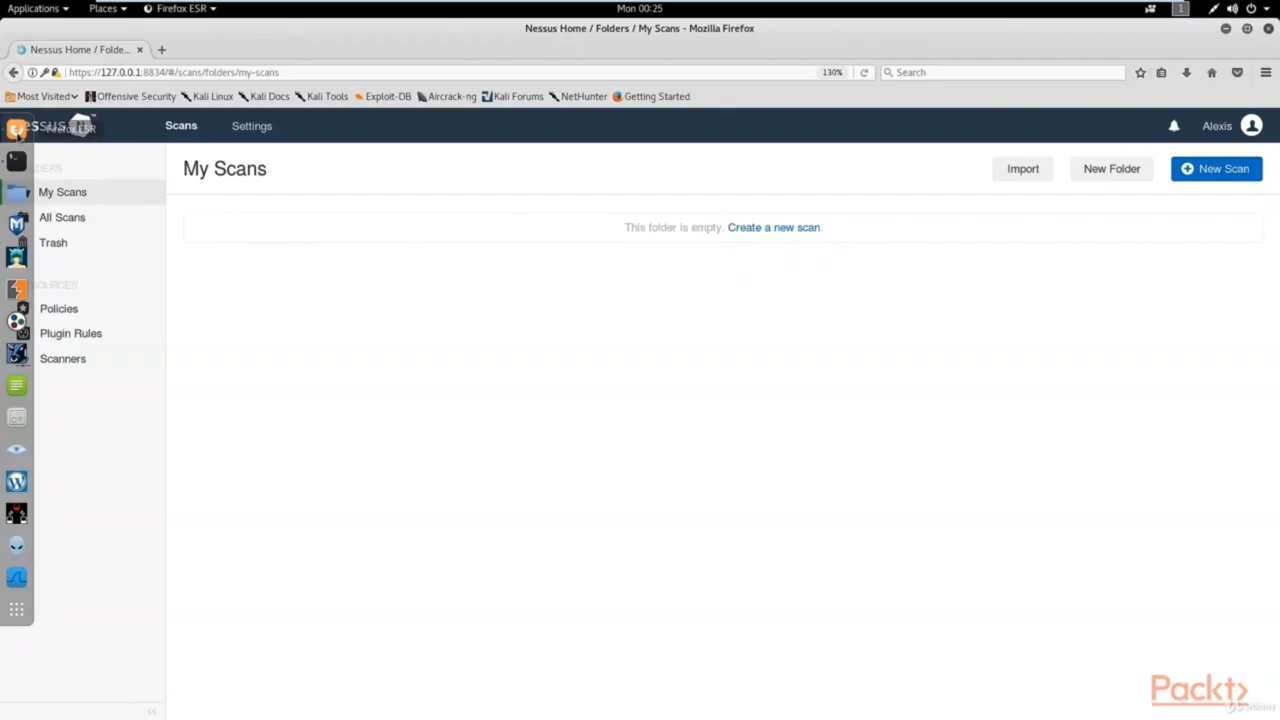 Applications Places Firefox ESR Mon 00:25 1
Nessus Home / Folders / My Scans - Mozilla Firefox
Nessus Home / Folde...
https://127.0.0.1:8834/#/scans/folders/my-scans 130% Search
Most Visited Offensive Security Kali Linux Kali Docs Kali Tools Exploit-DB Aircrack-ng Kali Forums NetHunter Getting Started
Scans Settings Alexis
My Scans Import New Folder New Scan
My Scans
All Scans
Trash
This folder is empty. Create a new scan.
Policies
Plugin Rules
Scanners
Packt>
Udemy